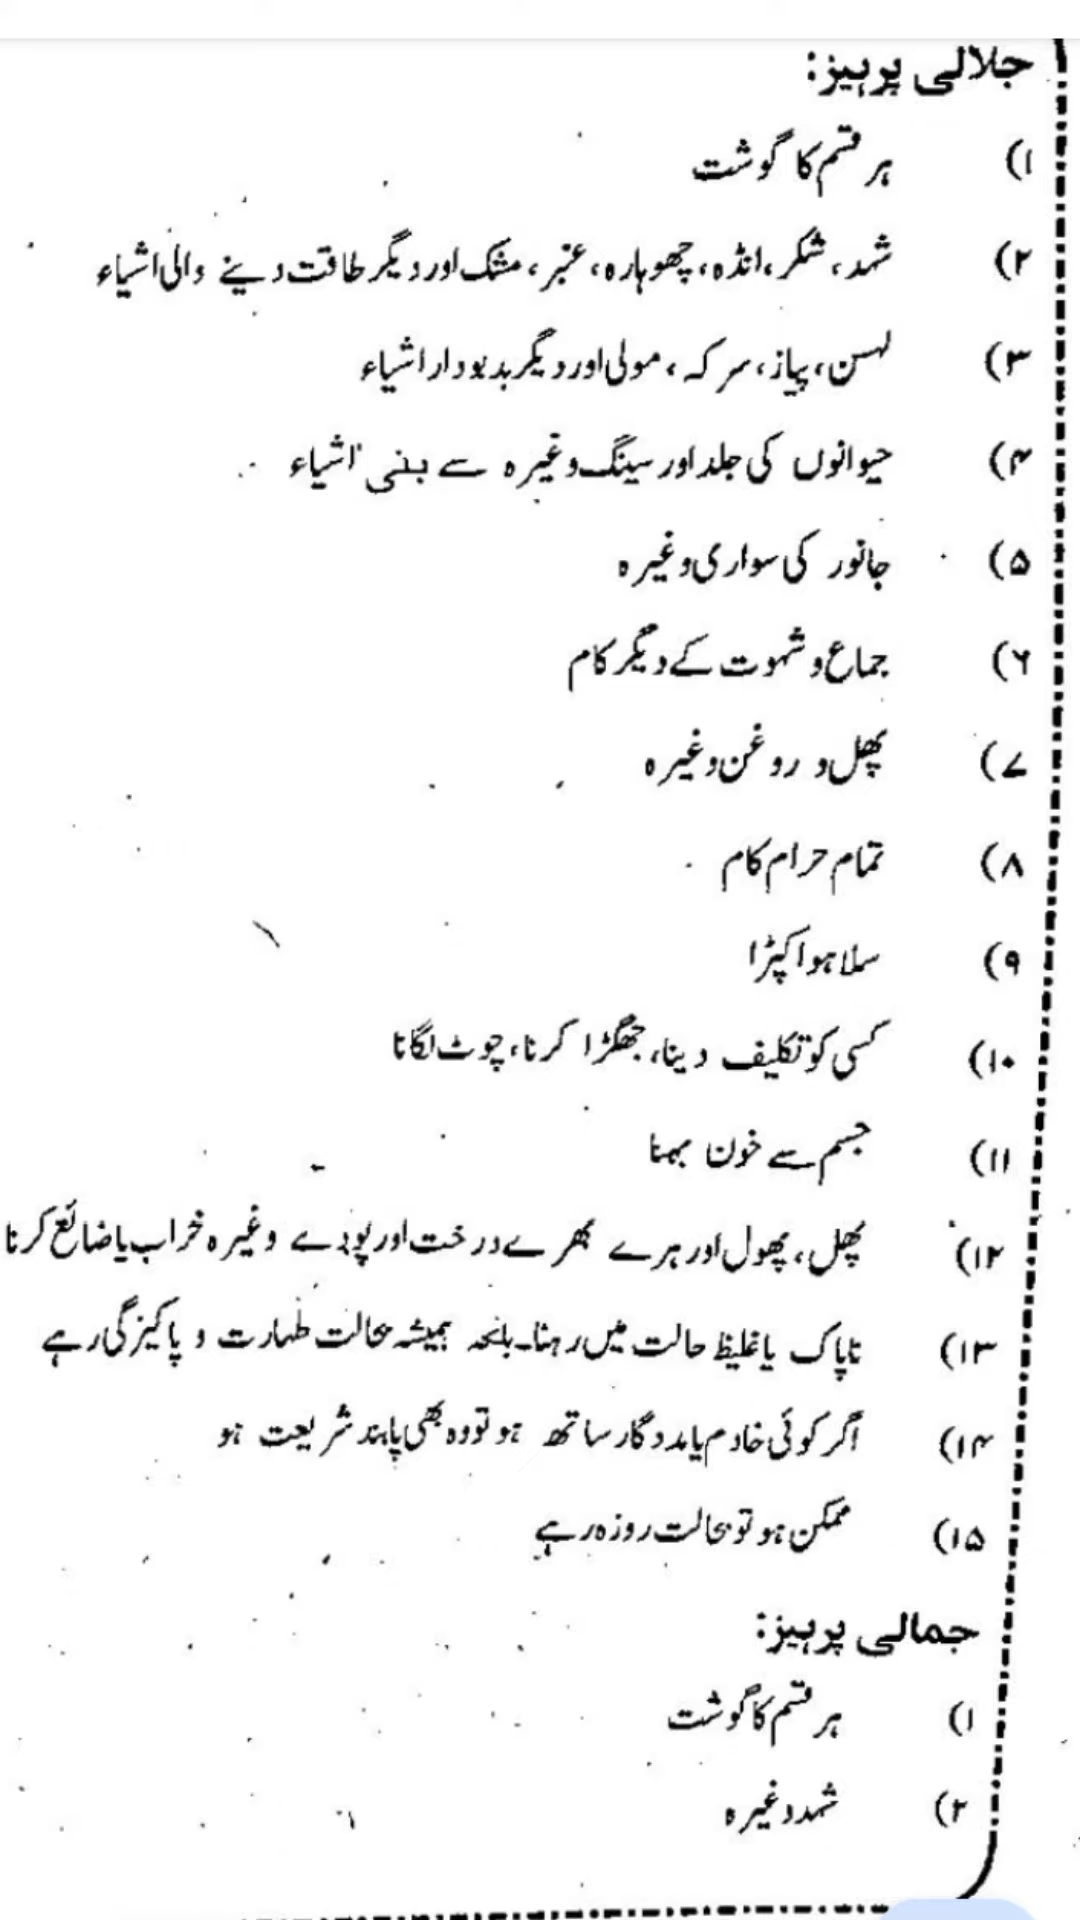 جلالی پرہیز:
۱) ہر قسم کا گوشت
۲) شہد، شکر، انڈہ، چھوہارہ، عنبر، مشک اور دیگر طاقت دینے والی اشیاء
۳) لہسن، پیاز، سرکہ، مولی اور دیگر بدبودار اشیاء
۴) حیوانوں کی جلد اور سینگ وغیرہ سے بنی اشیاء
۵) جانور کی سواری وغیرہ
۶) جماع و شہوت کے دیگر کام
۷) پھل و روغن وغیرہ
۸) تمام حرام کام
۹) سلا ہوا کپڑا
۱۰) کسی کو تکلیف دینا، جھگڑا کرنا، چوٹ لگانا
۱۱) جسم سے خون بہنا
۱۲) پھل، پھول اور ہرے بھرے درخت اور پودے وغیرہ خراب یا ضائع کرنا
۱۳) ناپاک یا غلیظ حالت میں رہنا۔ بلکہ ہمیشہ بحالت طہارت و پاکیزگی رہے
۱۴) اگر کوئی خادم یا مددگار ساتھ ہو تو وہ بھی پابند شریعت ہو
۱۵) ممکن ہو تو بحالت روزہ رہے
جمالی پرہیز:
۱) ہر قسم کا گوشت
۲) شہد وغیرہ